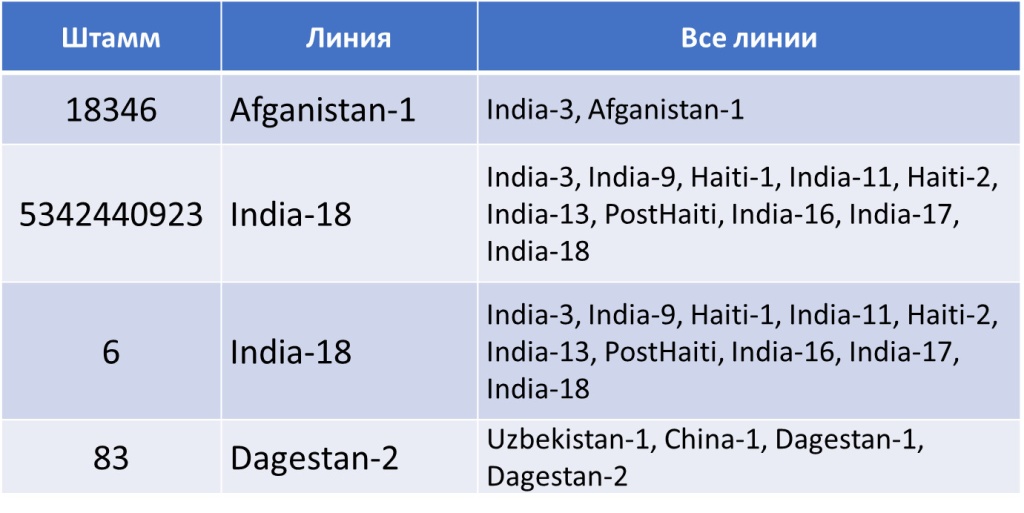 Штамм Линия Все линии
18346 Afganistan-1 India-3, Afganistan-1
India-3, India-9, Haiti-1, India-11, Haiti-2,
5342440923 India-18 India-13, PostHaiti, India-16, India-17,
India-18
India-3, India-9, Haiti-1, India-11, Haiti-2,
6 India-18 India-13, PostHaiti, India-16, India-17,
India-18
Uzbekistan-1, China-1, Dagestan-1,
83 Dagestan-2
Dagestan-2